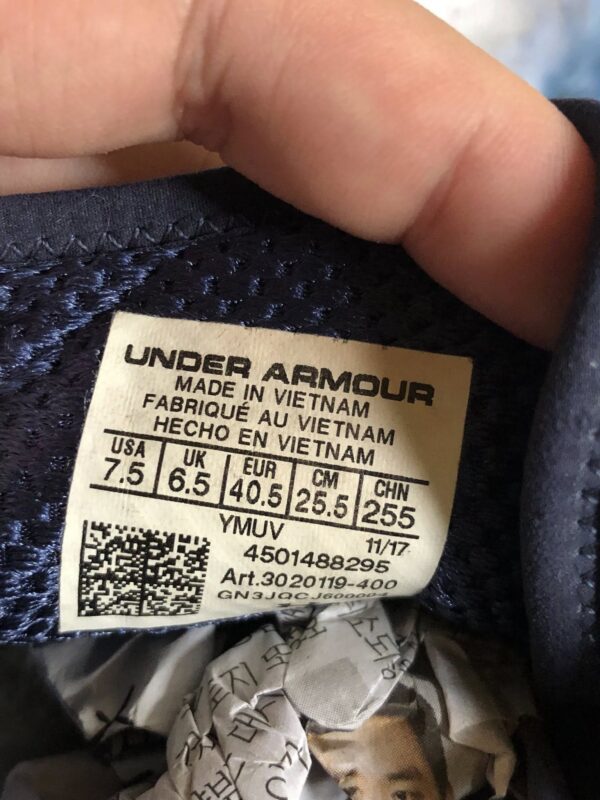 UNDER ARMOUR
MADE IN VIETNAM
FABRIQUÉ AU VIETNAM
HECHO EN VIETNAM
USA UK EUR CM CHN
7.5 6.5 40.5 25.5 255
YMUV 11/17
4501488295
Art.3020119-400